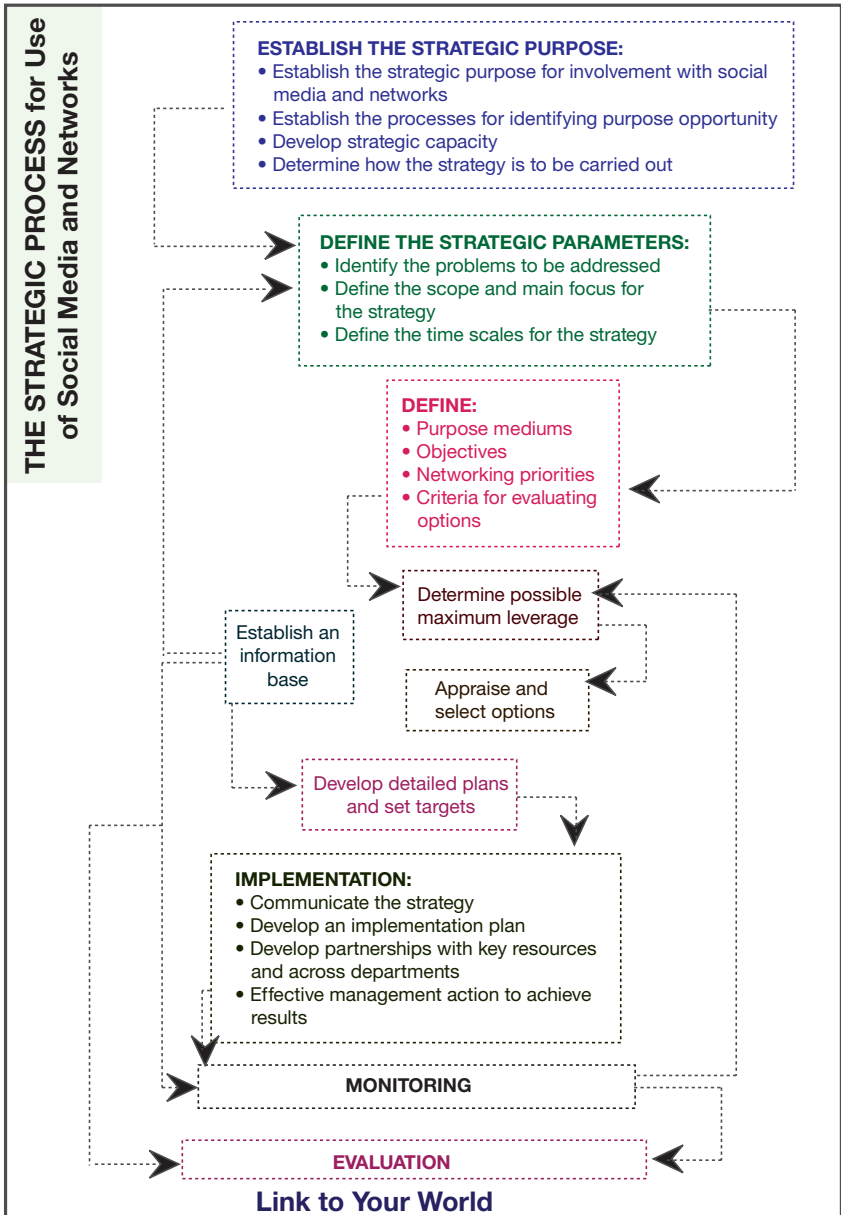 THE STRATEGIC PROCESS for Use
of Social Media and Networks
ESTABLISH THE STRATEGIC PURPOSE:
• Establish the strategic purpose for involvement with social
media and networks
• Establish the processes for identifying purpose opportunity
• Develop strategic capacity
• Determine how the strategy is to be carried out
DEFINE THE STRATEGIC PARAMETERS:
• Identify the problems to be addressed
• Define the scope and main focus for
the strategy
• Define the time scales for the strategy
DEFINE:
• Purpose mediums
• Objectives
• Networking priorities
• Criteria for evaluating
options
Determine possible
maximum leverage
Establish an
information
base
Appraise and
select options
Develop detailed plans
and set targets
IMPLEMENTATION:
• Communicate the strategy
• Develop an implementation plan
• Develop partnerships with key resources
and across departments
• Effective management action to achieve
results
MONITORING
EVALUATION
Link to Your World